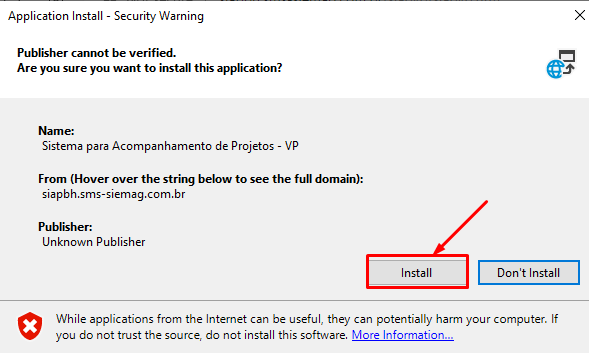 Application Install - Security Warning
Publisher cannot be verified.
Are you sure you want to install this application?
Name:
Sistema para Acompanhamento de Projetos - VP
From (Hover over the string below to see the full domain):
siapbh.sms-siemag.com.br
Publisher:
Unknown Publisher
Install
Don't Install
While applications from the Internet can be useful, they can potentially harm your computer. If
you do not trust the source, do not install this software. More Information...